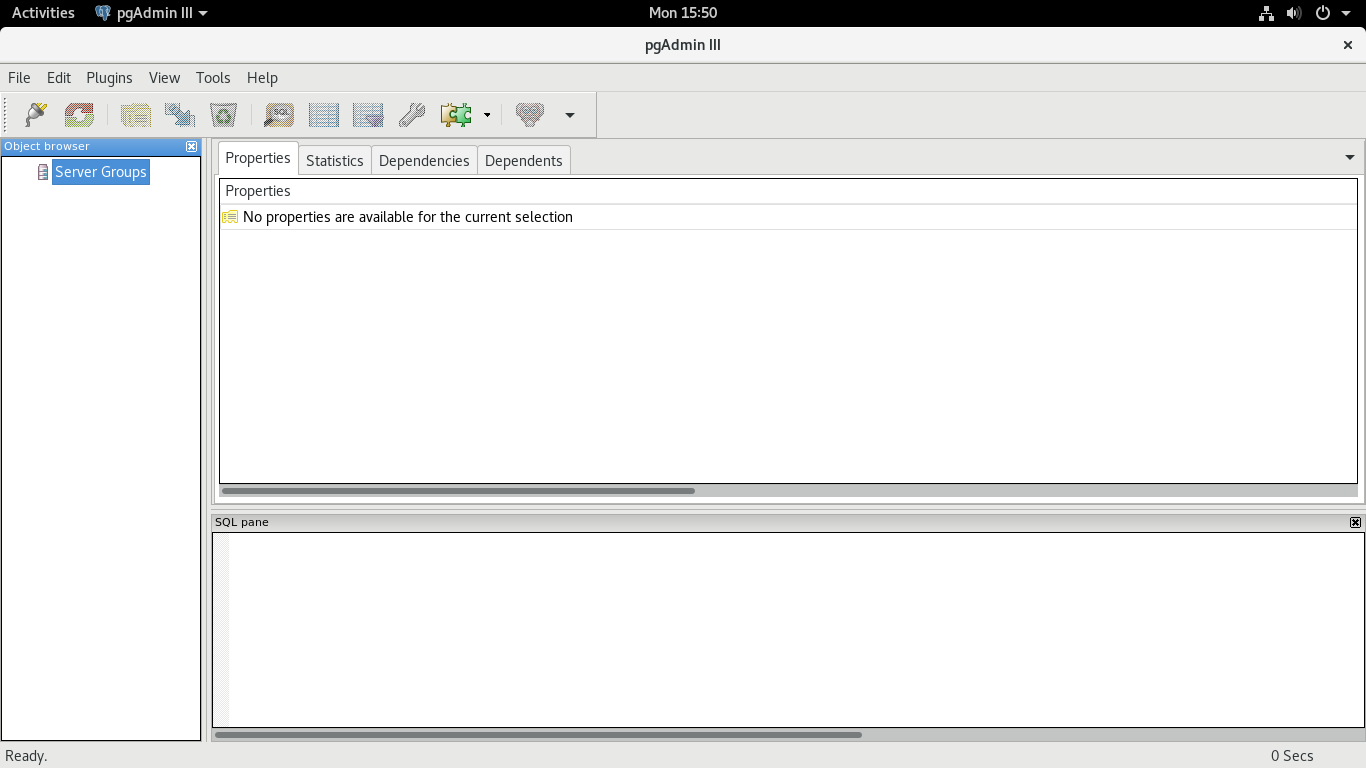 Activities pgAdmin III Mon 15:50
pgAdmin III
File Edit Plugins View Tools Help
SQL
Object browser
Server Groups
Properties Statistics Dependencies Dependents
Properties
No properties are available for the current selection
SQL pane
Ready. 0 Secs